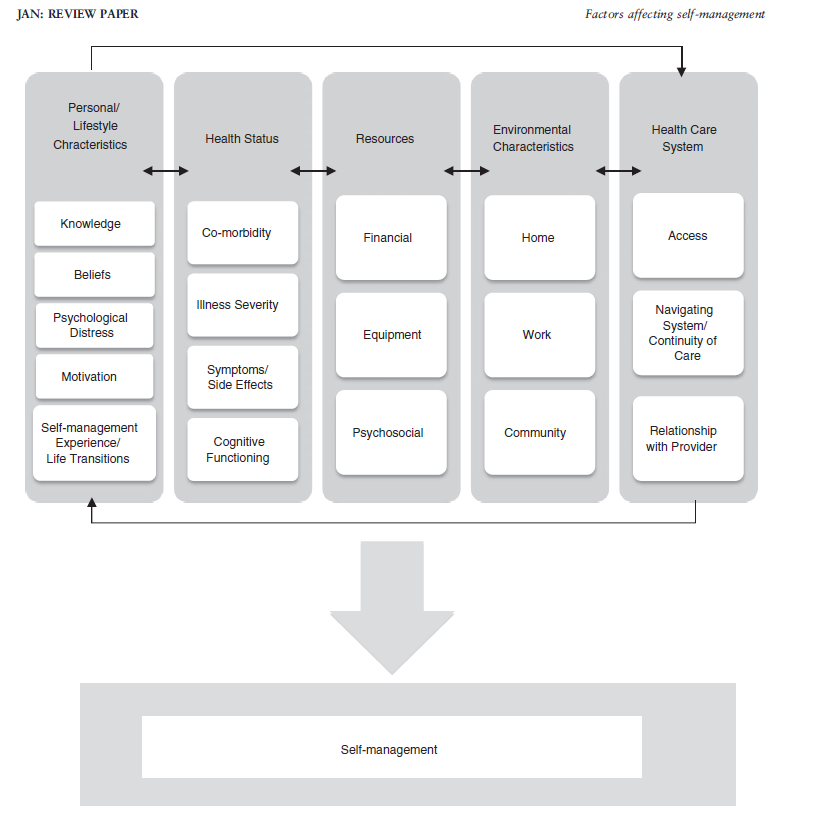 JAN: REVIEW PAPER
Factors affecting self-management
Personal/
Lifestyle
Chracteristics
Health Status
Resources
Environmental
Characteristics
Health Care
System
Knowledge
Beliefs
Psychological
Distress
Motivation
Self-management
Experience/
Life Transitions
Co-morbidity
Illness Severity
Symptoms/
Side Effects
Cognitive
Functioning
Financial
Equipment
Psychosocial
Home
Work
Community
Access
Navigating
System/
Continuity of
Care
Relationship
with Provider
Self-management